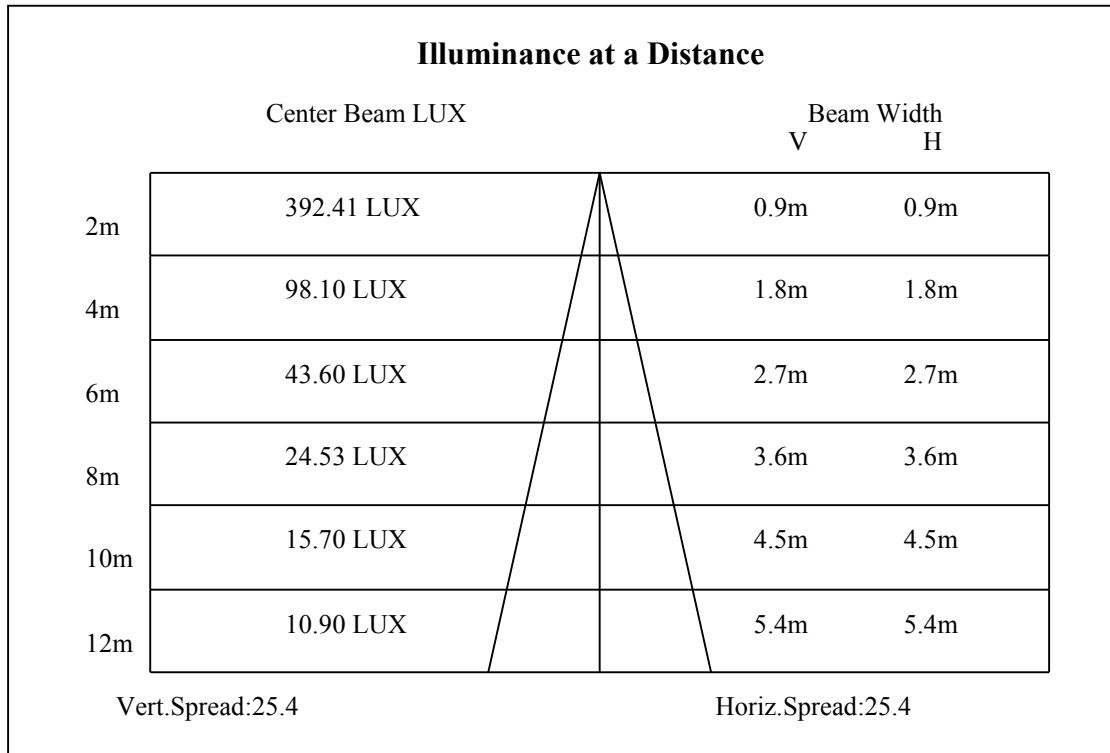 Illuminance at a Distance
Center Beam LUX Beam Width
V H
2m 392.41 LUX 0.9m 0.9m
4m 98.10 LUX 1.8m 1.8m
6m 43.60 LUX 2.7m 2.7m
8m 24.53 LUX 3.6m 3.6m
10m 15.70 LUX 4.5m 4.5m
12m 10.90 LUX 5.4m 5.4m
Vert.Spread:25.4 Horiz.Spread:25.4